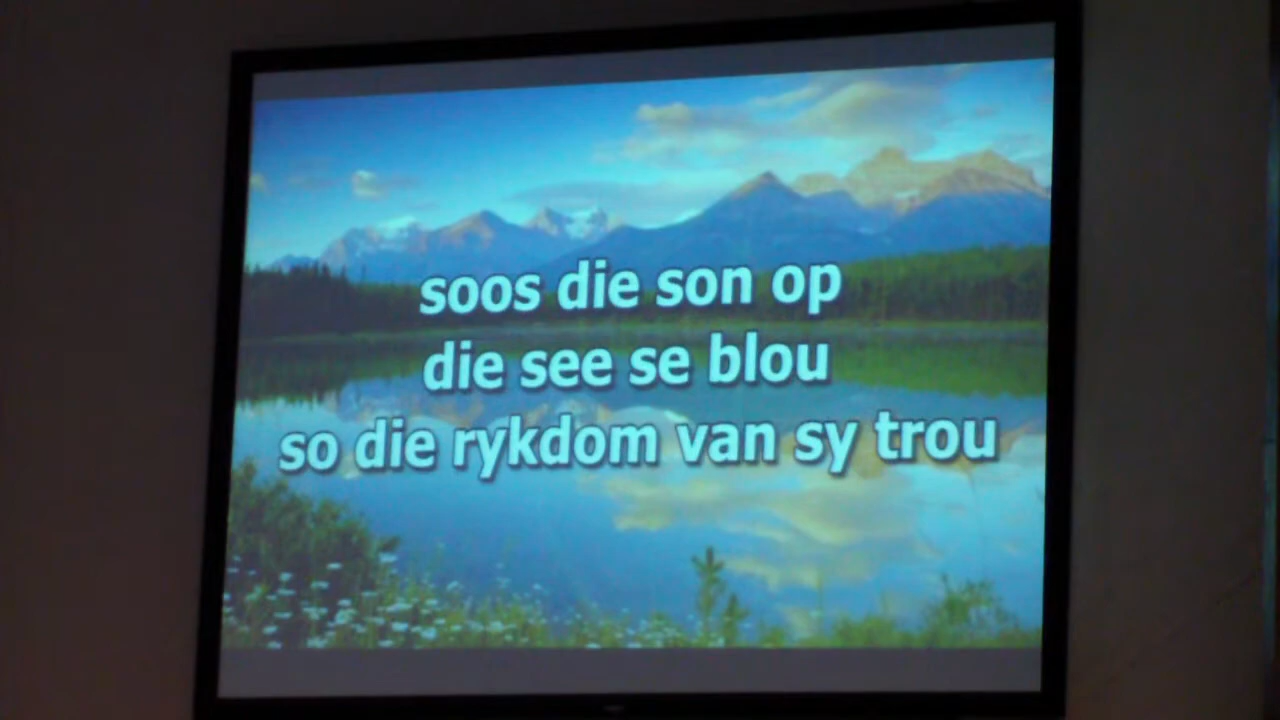 soos die son op
die see se blou
so die rykdom van sy trou